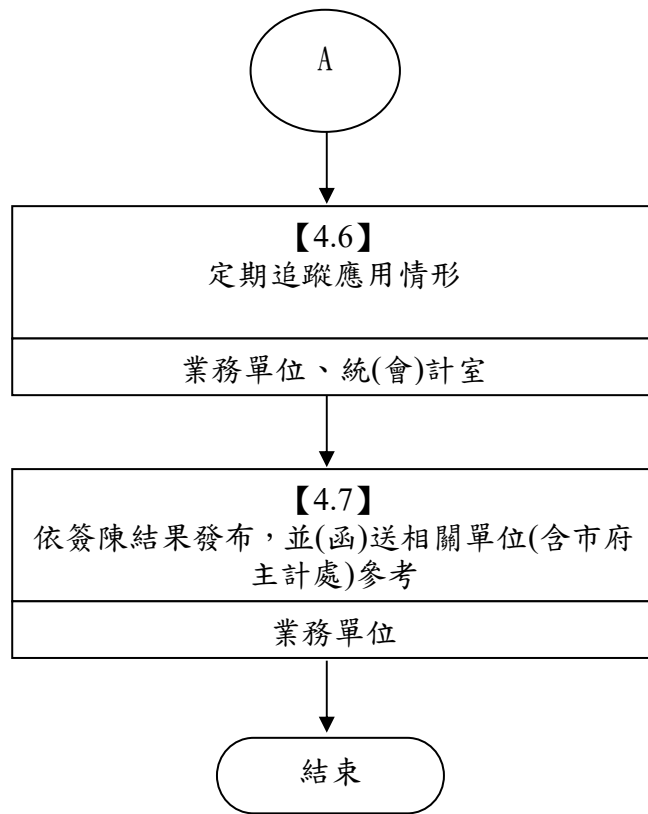 A
【4.6】
定期追蹤應用情形
業務單位、統(會)計室
【4.7】
依簽陳結果發布，並(函)送相關單位(含市府
主計處)參考
業務單位
結束